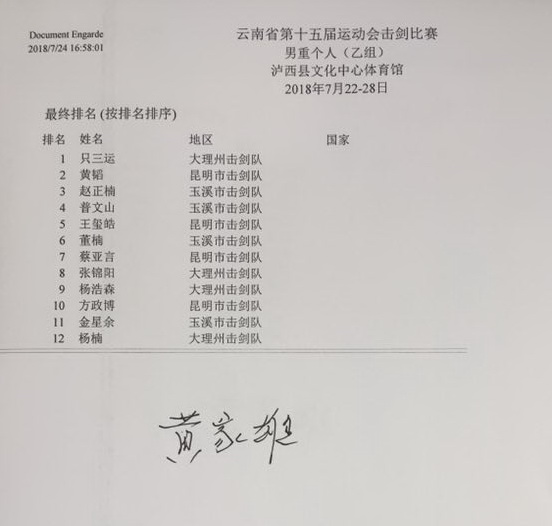 Document Engarde
2018/7/24 16:58:01
云南省第十五届运动会击剑比赛
男重个人（乙组）
泸西县文化中心体育馆
2018年7月22-28日
最终排名 (按排名排序)
排名 姓名 地区 国家
1 只三运 大理州击剑队
2 黄韬 昆明市击剑队
3 赵正楠 玉溪市击剑队
4 普文山 玉溪市击剑队
5 王玺皓 昆明市击剑队
6 董楠 玉溪市击剑队
7 蔡亚言 昆明市击剑队
8 张锦阳 大理州击剑队
9 杨浩森 大理州击剑队
10 方政博 昆明市击剑队
11 金星佘 玉溪市击剑队
12 杨楠 大理州击剑队
黄家雄